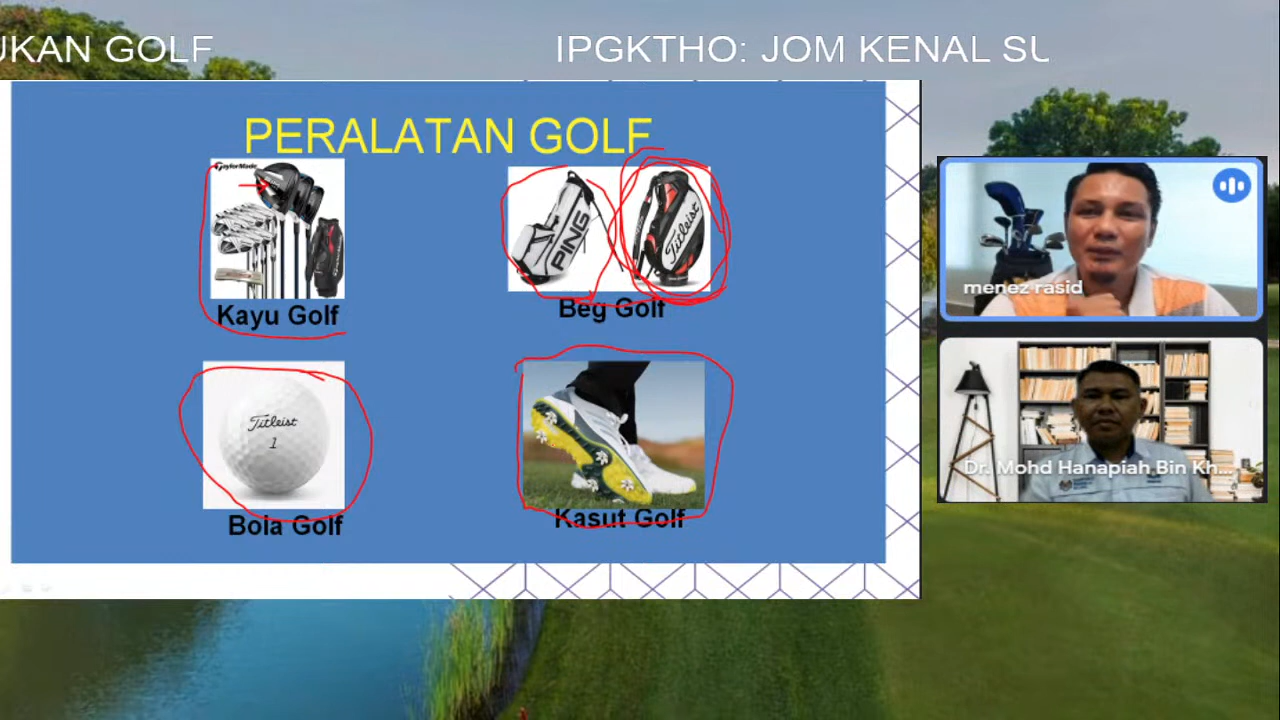 UKAN GOLF IPGKTHO: JOM KENAL SU
PERALATAN GOLF
TaylorMade
PING
Titleist
Kayu Golf
Beg Golf
Titleist
1
Bola Golf
Kasut Golf
menez rasid
Dr. Mohd Hanapiah Bin Kh...